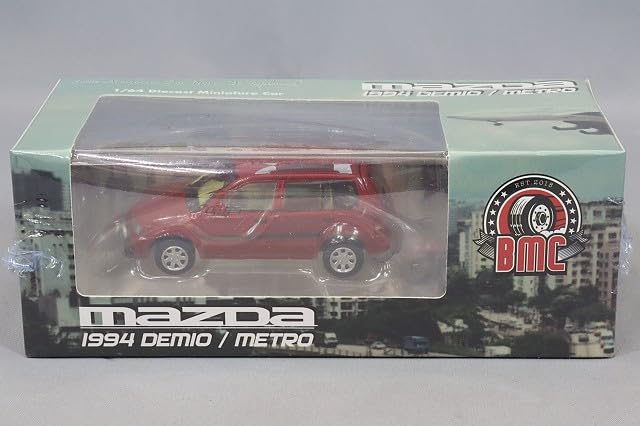 1/64 Diecast Miniature Car
mazda
1994 DEMIO / METRO
EST 2018
BMC
mazda
1994 DEMIO / METRO